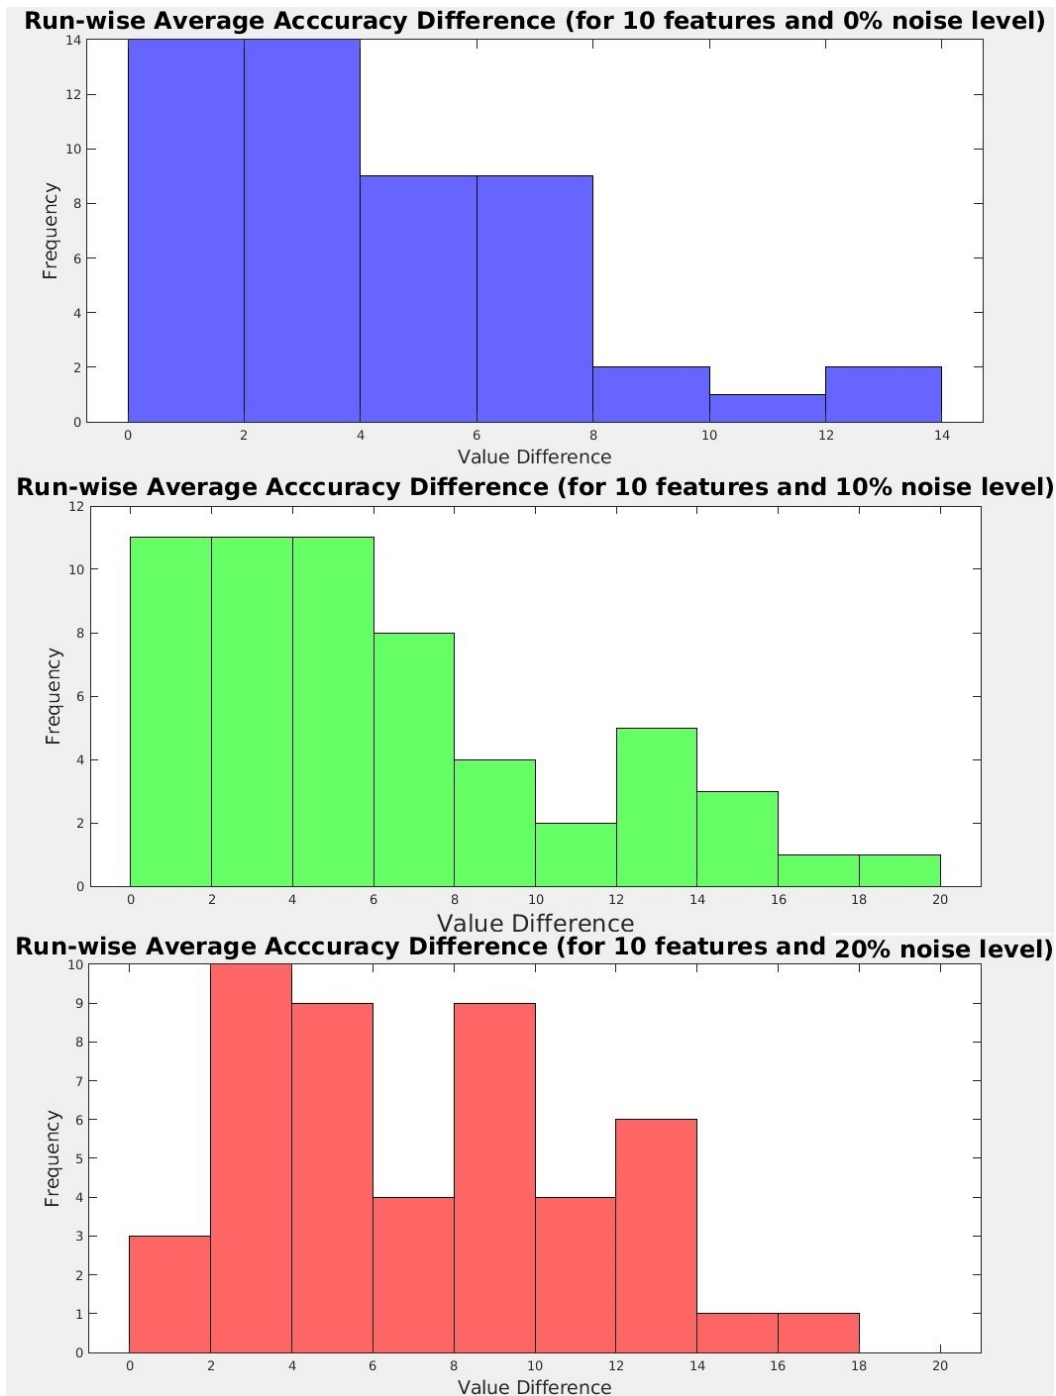 Run-wise Average Acccuracy Difference (for 10 features and 0% noise level)
14
12
10
8
6
4
2
0
Frequency
0 2 4 6 8 10 12 14
Value Difference
Run-wise Average Acccuracy Difference (for 10 features and 10% noise level)
12
10
8
6
4
2
0
Frequency
0 2 4 6 8 10 12 14 16 18 20
Value Difference
Run-wise Average Acccuracy Difference (for 10 features and 20% noise level)
10
9
8
7
6
5
4
3
2
1
0
Frequency
0 2 4 6 8 10 12 14 16 18 20
Value Difference